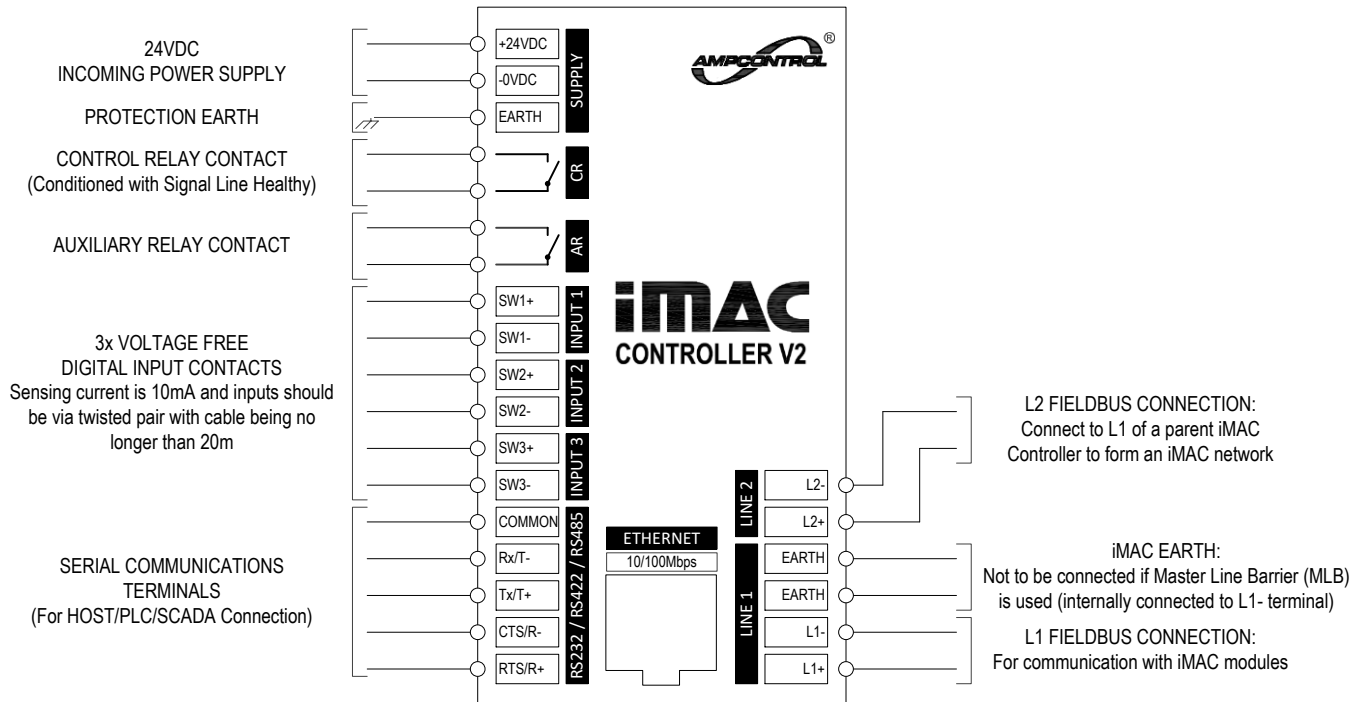 24VDC
INCOMING POWER SUPPLY
PROTECTION EARTH
CONTROL RELAY CONTACT
(Conditioned with Signal Line Healthy)
AUXILIARY RELAY CONTACT
3x VOLTAGE FREE
DIGITAL INPUT CONTACTS
Sensing current is 10mA and inputs should
be via twisted pair with cable being no
longer than 20m
SERIAL COMMUNICATIONS
TERMINALS
(For HOST/PLC/SCADA Connection)
+24VDC
-0VDC
EARTH
SUPPLY
CR
AR
SW1+
SW1-
INPUT 1
SW2+
SW2-
INPUT 2
SW3+
SW3-
INPUT 3
COMMON
Rx/T-
Tx/T+
CTS/R-
RTS/R+
RS232 / RS422 / RS485
AMPCONTROL®
iMAC
CONTROLLER V2
ETHERNET
10/100Mbps
LINE 2
L2-
L2+
LINE 1
EARTH
EARTH
L1-
L1+
L2 FIELDBUS CONNECTION:
Connect to L1 of a parent iMAC
Controller to form an iMAC network
iMAC EARTH:
Not to be connected if Master Line Barrier (MLB)
is used (internally connected to L1- terminal)
L1 FIELDBUS CONNECTION:
For communication with iMAC modules